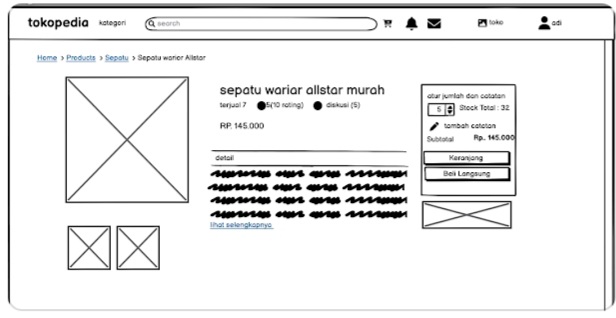 tokopedia kategori search toko adi
Home > Products > Sepatu > Sepatu warior Allstar
sepatu wariar allstar murah
terjual 7 5(10 rating) diskusi (5)
RP. 145.000
detail
lihat selengkapnya
atur jumlah dan catatan
5 Stock Total : 32
tambah catatan
Subtotal Rp. 145.000
Keranjang
Beli Langsung